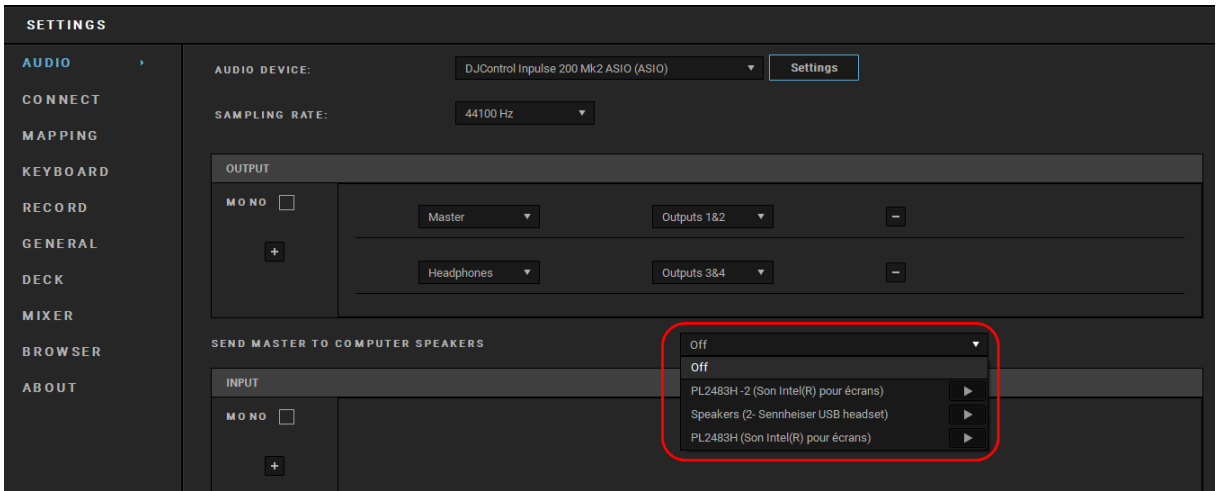 SETTINGS
AUDIO
CONNECT
MAPPING
KEYBOARD
RECORD
GENERAL
DECK
MIXER
BROWSER
ABOUT
AUDIO DEVICE: DJControl Inpulse 200 Mk2 ASIO (ASIO) Settings
SAMPLING RATE: 44100 Hz
OUTPUT
MONO
Master Outputs 1&2
Headphones Outputs 3&4
SEND MASTER TO COMPUTER SPEAKERS Off
Off
PL2483H -2 (Son Intel(R) pour écrans)
Speakers (2- Sennheiser USB headset)
PL2483H (Son Intel(R) pour écrans)
INPUT
MONO